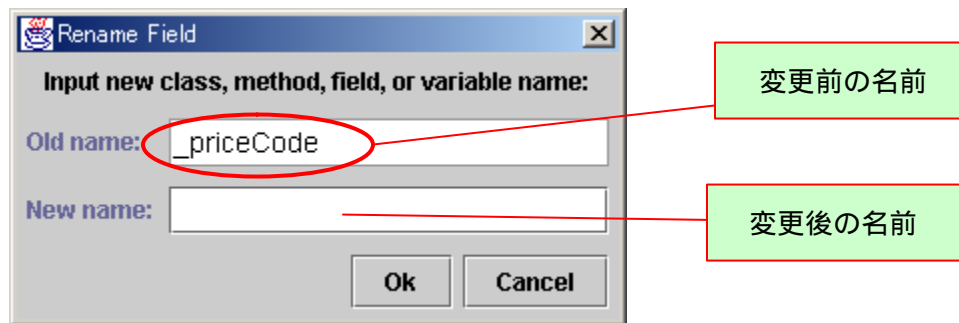 Rename Field
Input new class, method, field, or variable name:
変更前の名前
Old name: _priceCode
New name:
変更後の名前
Ok Cancel